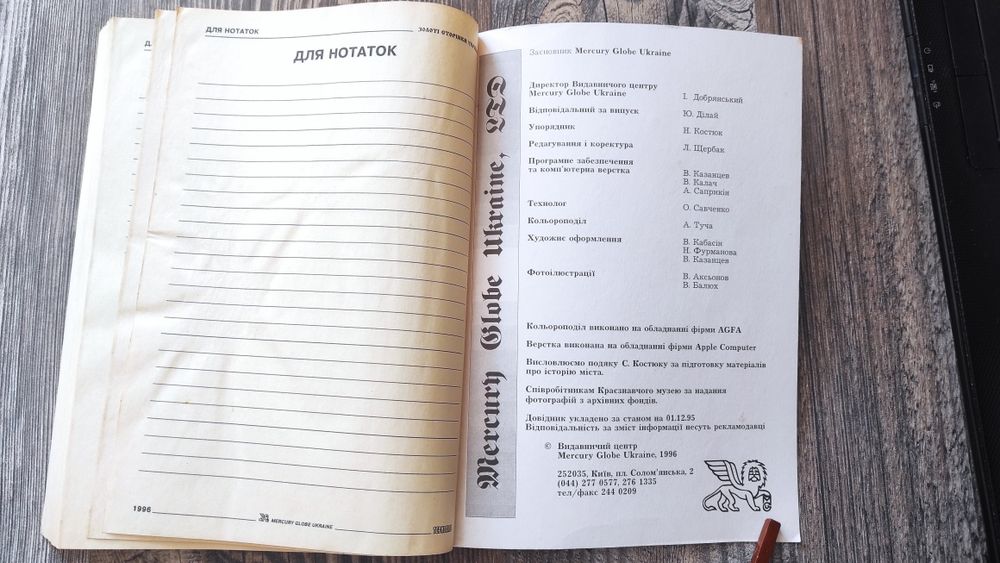 ДЛЯ НОТАТОК
ЗОЛОТІ СТОРІНКИ
ДЛЯ НОТАТОК
1996
MERCURY GLOBE UKRAINE
Mercury Globe Ukraine, LTD
Засновник Mercury Globe Ukraine
Директор Видавничого центру
Mercury Globe Ukraine І. Добрянський
Відповідальний за випуск Ю. Ділай
Упорядник Н. Костюк
Редагування і коректура Л. Щербак
Програмне забезпечення
та комп'ютерна верстка В. Казанцев
В. Калач
А. Саприкін
Технолог О. Савченко
Кольороподіл А. Туча
Художнє оформлення В. Кабасін
Н. Фурманова
В. Казанцев
Фотоілюстрації В. Аксьонов
В. Балюх
Кольороподіл виконано на обладнанні фірми AGFA
Верстка виконана на обладнанні фірми Apple Computer
Висловлюємо подяку С. Костюку за підготовку матеріалів
про історію міста.
Співробітникам Краєзнавчого музею за надання
фотографій з архівних фондів.
Довідник укладено за станом на 01.12.95
Відповідальність за зміст інформації несуть рекламодавці
© Видавничий центр
Mercury Globe Ukraine, 1996
252035, Київ, пл. Солом'янська, 2
(044) 277 0577, 276 1335
тел/факс 244 0209